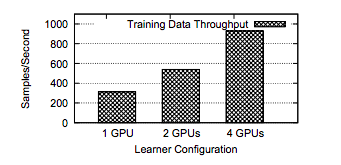 Training Data Throughput
1000
800
600
400
200
0
Samples/Second
1 GPU 2 GPUs 4 GPUs
Learner Configuration